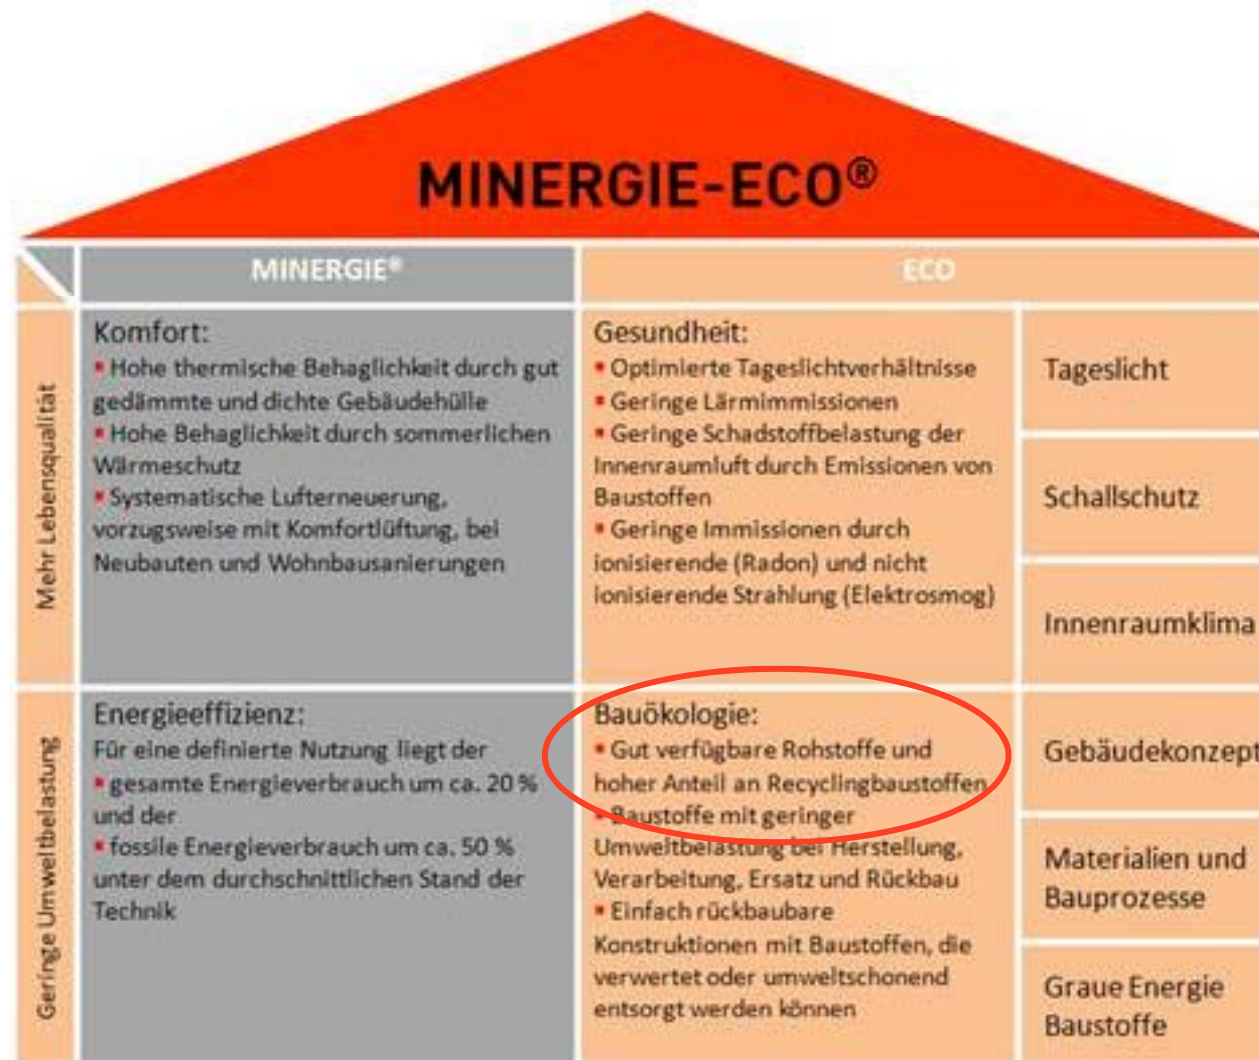 MINERGIE-ECO®
MINERGIE®
ECO
Mehr Lebensqualität
Komfort:
▪ Hohe thermische Behaglichkeit durch gut
gedämmte und dichte Gebäudehülle
▪ Hohe Behaglichkeit durch sommerlichen
Wärmeschutz
▪ Systematische Lufterneuerung,
vorzugsweise mit Komfortlüftung, bei
Neubauten und Wohnbausanierungen
Gesundheit:
▪ Optimierte Tageslichtverhältnisse
▪ Geringe Lärmimmissionen
▪ Geringe Schadstoffbelastung der
Innenraumluft durch Emissionen von
Baustoffen
▪ Geringe Immissionen durch
ionisierende (Radon) und nicht
ionisierende Strahlung (Elektrosmog)
Tageslicht
Schallschutz
Innenraumklima
Geringe Umweltbelastung
Energieeffizienz:
Für eine definierte Nutzung liegt der
▪ gesamte Energieverbrauch um ca. 20 %
und der
▪ fossile Energieverbrauch um ca. 50 %
unter dem durchschnittlichen Stand der
Technik
Bauökologie:
▪ Gut verfügbare Rohstoffe und
hoher Anteil an Recyclingbaustoffen
▪ Baustoffe mit geringer
Umweltbelastung bei Herstellung,
Verarbeitung, Ersatz und Rückbau
▪ Einfach rückbaubare
Konstruktionen mit Baustoffen, die
verwertet oder umweltschonend
entsorgt werden können
Gebäudekonzept
Materialien und
Bauprozesse
Graue Energie
Baustoffe